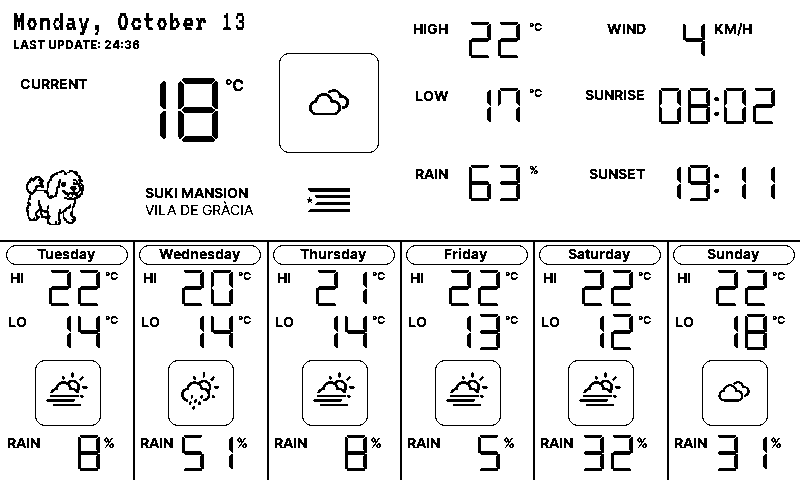 Monday, October 13
LAST UPDATE: 24:36
CURRENT 18 °C
SUKI MANSION
VILA DE GRÀCIA
HIGH 22 °C
LOW 17 °C
RAIN 63 %
WIND 4 KM/H
SUNRISE 08:02
SUNSET 19:11
Tuesday
HI 22 °C
LO 14 °C
RAIN 8 %
Wednesday
HI 20 °C
LO 14 °C
RAIN 51 %
Thursday
HI 21 °C
LO 14 °C
RAIN 8 %
Friday
HI 22 °C
LO 13 °C
RAIN 5 %
Saturday
HI 22 °C
LO 12 °C
RAIN 32 %
Sunday
HI 22 °C
LO 18 °C
RAIN 31 %